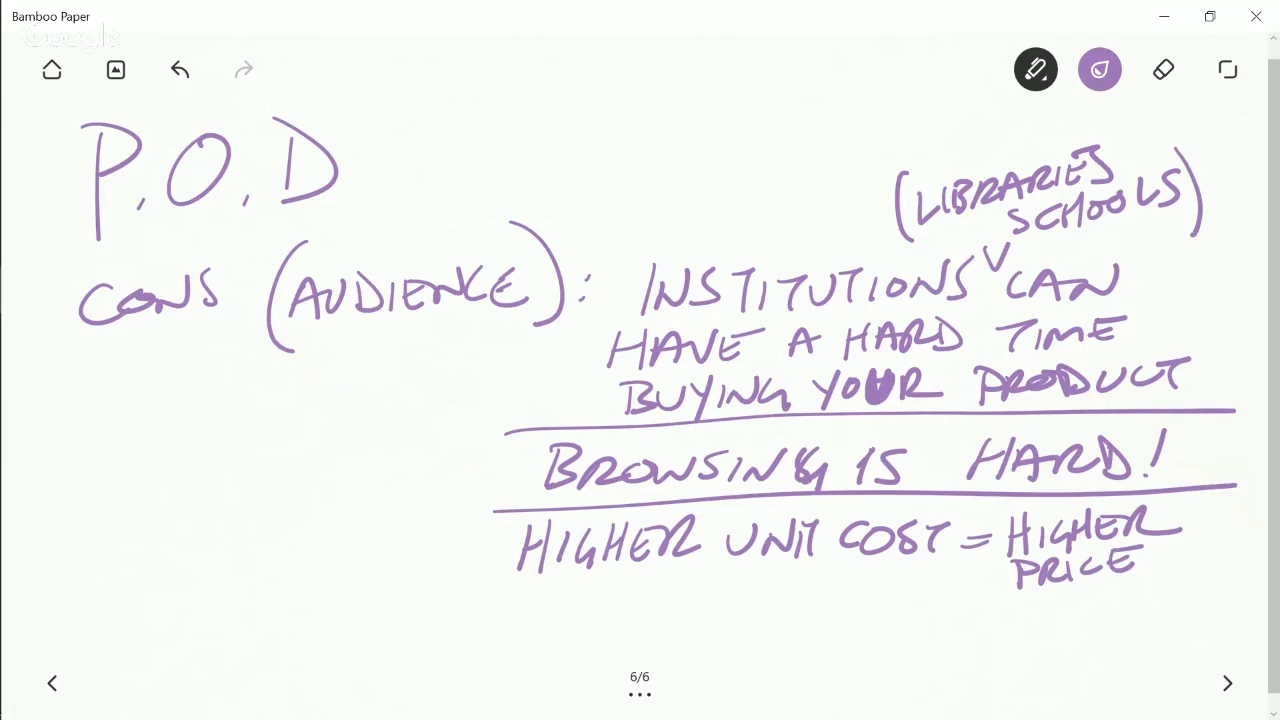 Bamboo Paper
Google
P.O.D
(LIBRARIES
SCHOOLS)
CONS (AUDIENCE): INSTITUTIONS CAN
HAVE A HARD TIME
BUYING YOUR PRODUCT
BROWSING IS HARD!
HIGHER UNIT COST = HIGHER
PRICE
6/6